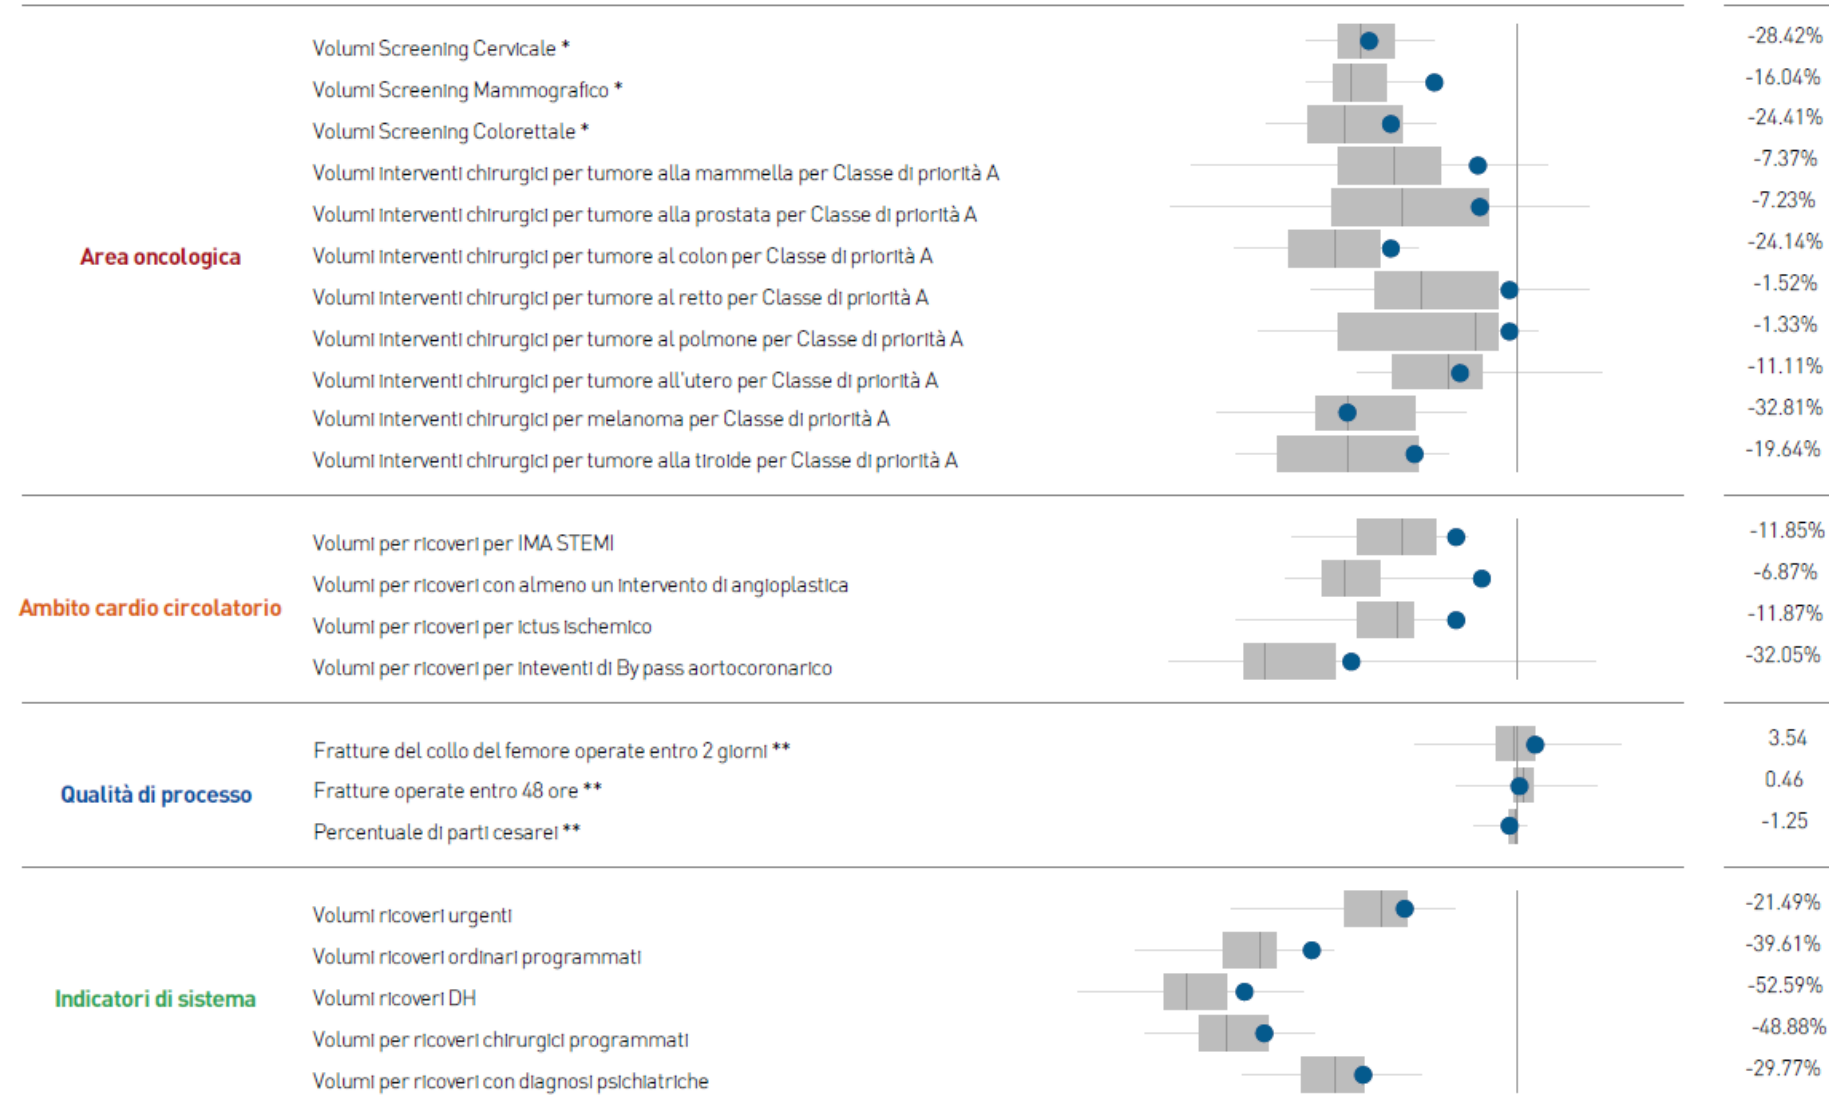 Volumi Screening Cervicale * -28.42%
Volumi Screening Mammografico * -16.04%
Volumi Screening Colorettale * -24.41%
Volumi interventi chirurgici per tumore alla mammella per Classe di priorità A -7.37%
Volumi interventi chirurgici per tumore alla prostata per Classe di priorità A -7.23%
Area oncologica Volumi interventi chirurgici per tumore al colon per Classe di priorità A -24.14%
Volumi interventi chirurgici per tumore al retto per Classe di priorità A -1.52%
Volumi interventi chirurgici per tumore al polmone per Classe di priorità A -1.33%
Volumi interventi chirurgici per tumore all'utero per Classe di priorità A -11.11%
Volumi interventi chirurgici per melanoma per Classe di priorità A -32.81%
Volumi interventi chirurgici per tumore alla tiroide per Classe di priorità A -19.64%
Volumi per ricoveri per IMA STEMI -11.85%
Volumi per ricoveri con almeno un intervento di angioplastica -6.87%
Ambito cardio circolatorio
Volumi per ricoveri per ictus ischemico -11.87%
Volumi per ricoveri per inteventi di By pass aortocoronarico -32.05%
Fratture del collo del femore operate entro 2 giorni ** 3.54
Qualità di processo Fratture operate entro 48 ore ** 0.46
Percentuale di parti cesarei ** -1.25
Volumi ricoveri urgenti -21.49%
Volumi ricoveri ordinari programmati -39.61%
Indicatori di sistema Volumi ricoveri DH -52.59%
Volumi per ricoveri chirurgici programmati -48.88%
Volumi per ricoveri con diagnosi psichiatriche -29.77%